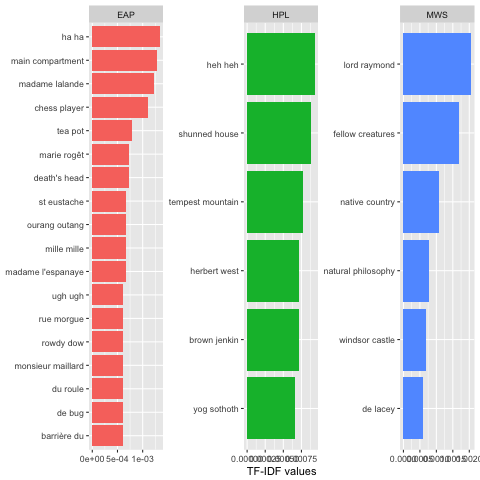 EAP
HPL
MWS
ha ha
main compartment
madame lalande
chess player
tea pot
marie rogêt
death's head
st eustache
ourang outang
mille mille
madame l'espanaye
ugh ugh
rue morgue
rowdy dow
monsieur maillard
du roule
de bug
barrière du
0e+00 5e-04 1e-03
heh heh
shunned house
tempest mountain
herbert west
brown jenkin
yog sothoth
lord raymond
fellow creatures
native country
natural philosophy
windsor castle
de lacey
TF-IDF values